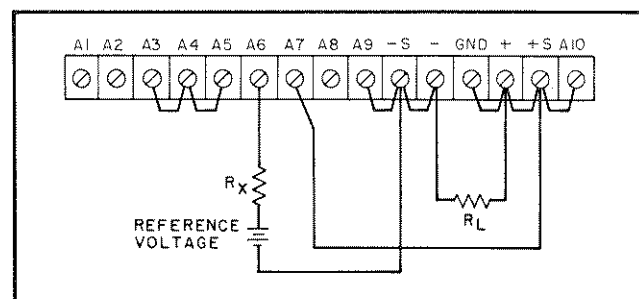 A1 A2 A3 A4 A5 A6 A7 A8 A9 -S - GND + +S A10
RX
REFERENCE
VOLTAGE
RL